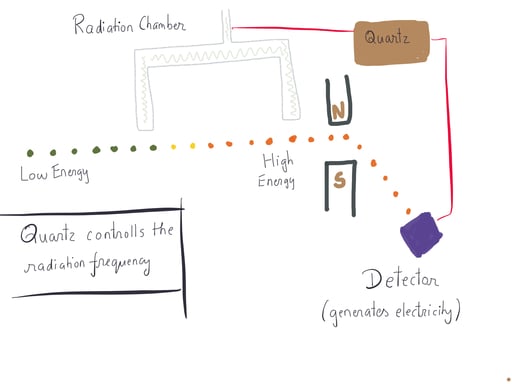 Radiation Chamber
Quartz
N
High
Energy
Low Energy
S
Quartz controlls the
radiation frequency
Detector
(generates electricity)